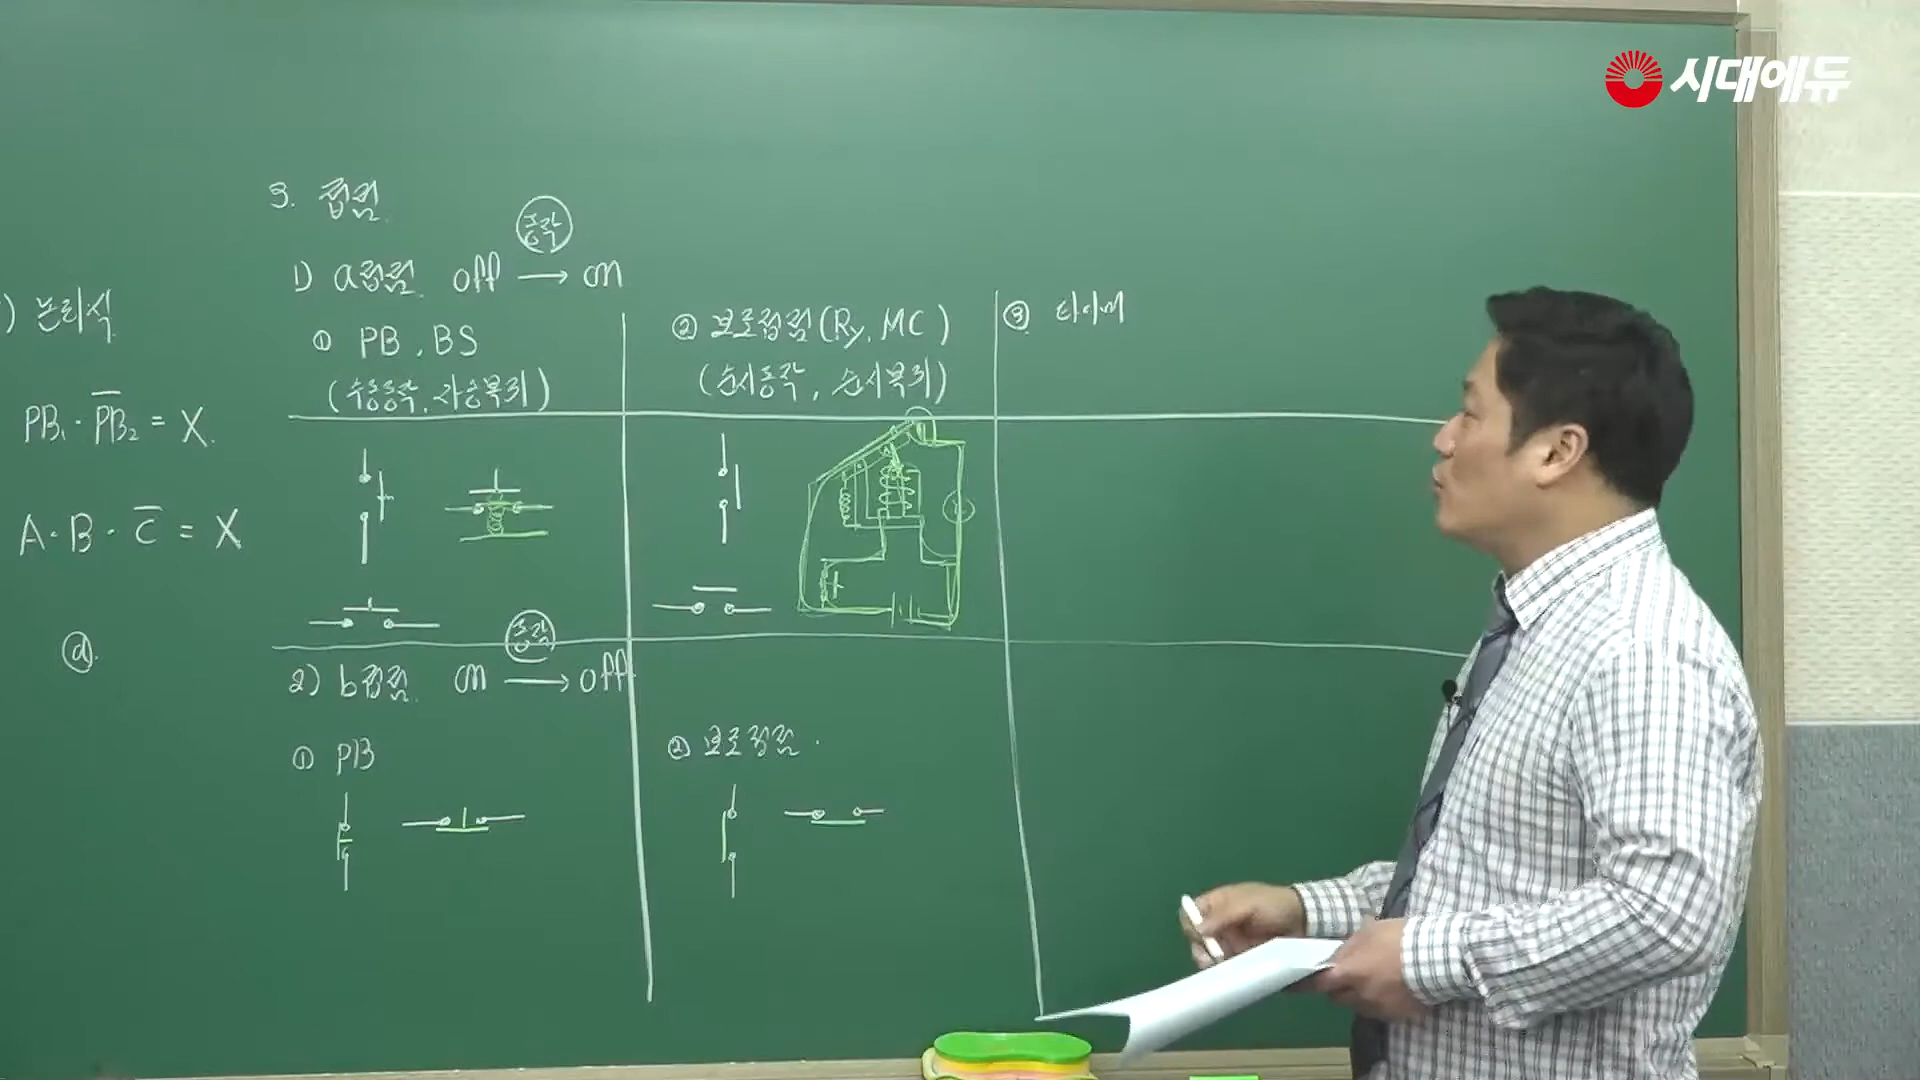 시대에듀
3. 접점
동작
1) a접점 off → on
) 논리식
① PB, BS
(수동동작, 자동복귀)
② 보조접점(Ry, MC)
(순시동작, 순시복귀)
③ 타이머
PB₁ · P̅B̅₂ = X.
A · B · C̅ = X
ⓐ.
동작
2) b접점 on → off
① PB
② 보조접점.